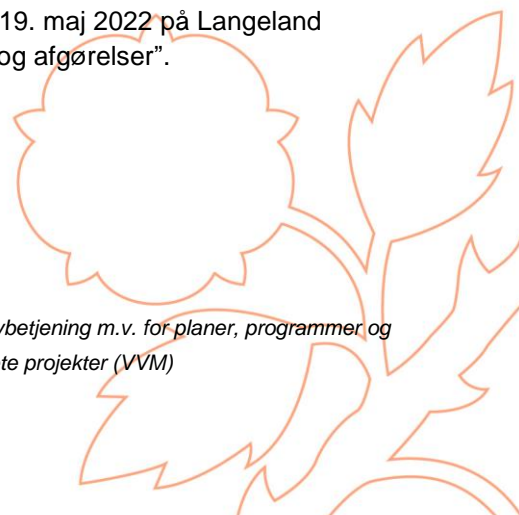 19. maj 2022 på Langeland
og afgørelser”.
vbetjening m.v. for planer, programmer og
te projekter (VVM)